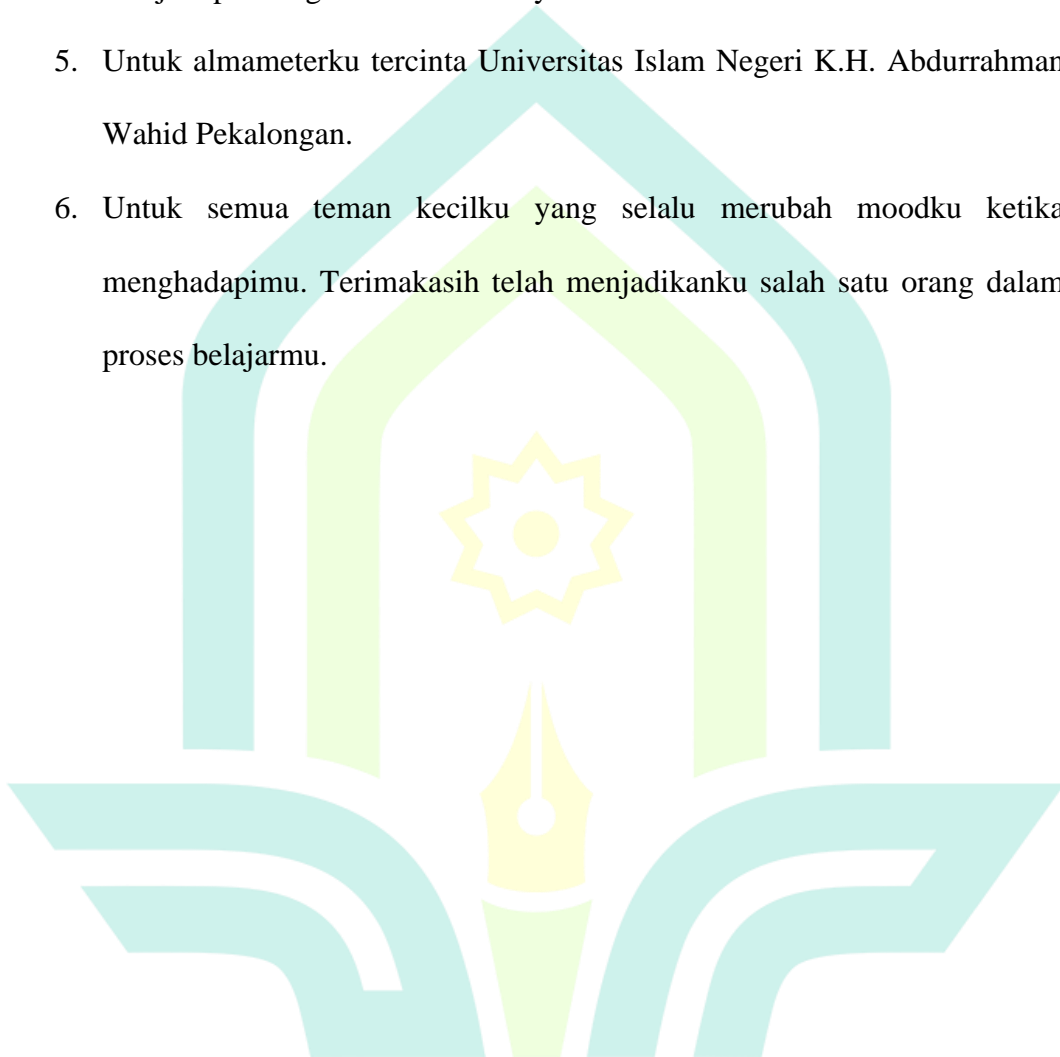 5. Untuk almameterku tercinta Universitas Islam Negeri K.H. Abdurrahman
Wahid Pekalongan.
6. Untuk semua teman kecilku yang selalu merubah moodku ketika
menghadapimu. Terimakasih telah menjadikanku salah satu orang dalam
proses belajarmu.